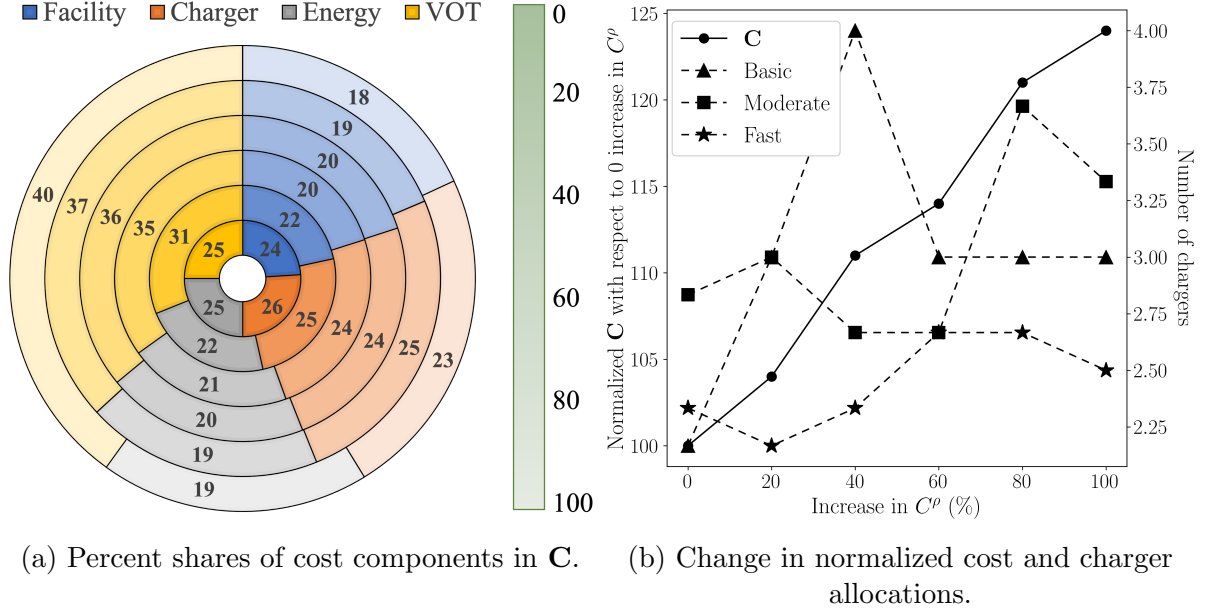 Facility Charger Energy VOT
18
19
20
20
22
24
40 37 36 35 31 25
26 25 24 24 25 23
25
22
21
20
19
19
0
20
40
60
80
100
(a) Percent shares of cost components in C.
Normalized C with respect to 0 increase in Cᵖ
125
120
115
110
105
100
C
Basic
Moderate
Fast
4.00
3.75
3.50
3.25
3.00
2.75
2.50
2.25
Number of chargers
0 20 40 60 80 100
Increase in Cᵖ (%)
(b) Change in normalized cost and charger
allocations.